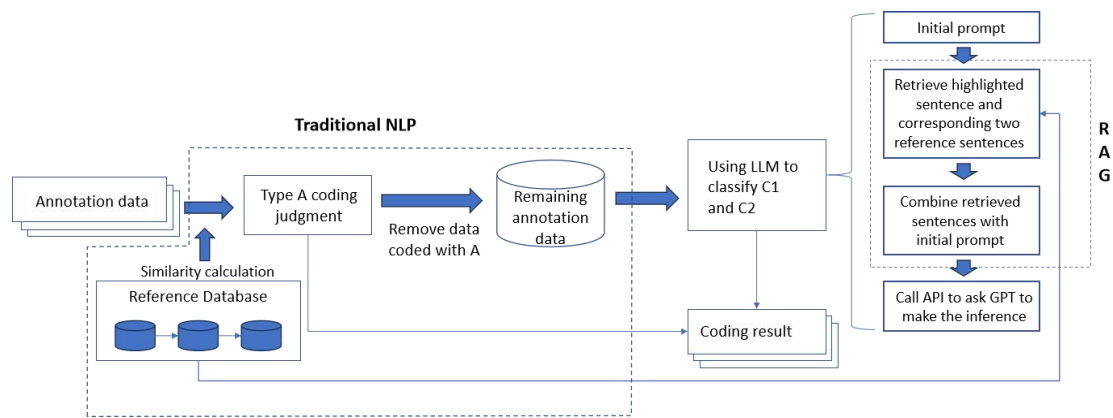 Traditional NLP
Annotation data
Similarity calculation
Reference Database
Type A coding
judgment
Remove data
coded with A
Remaining
annotation
data
Using LLM to
classify C1
and C2
Coding result
Initial prompt
Retrieve highlighted
sentence and
corresponding two
reference sentences
Combine retrieved
sentences with
initial prompt
Call API to ask GPT to
make the inference
R
A
G